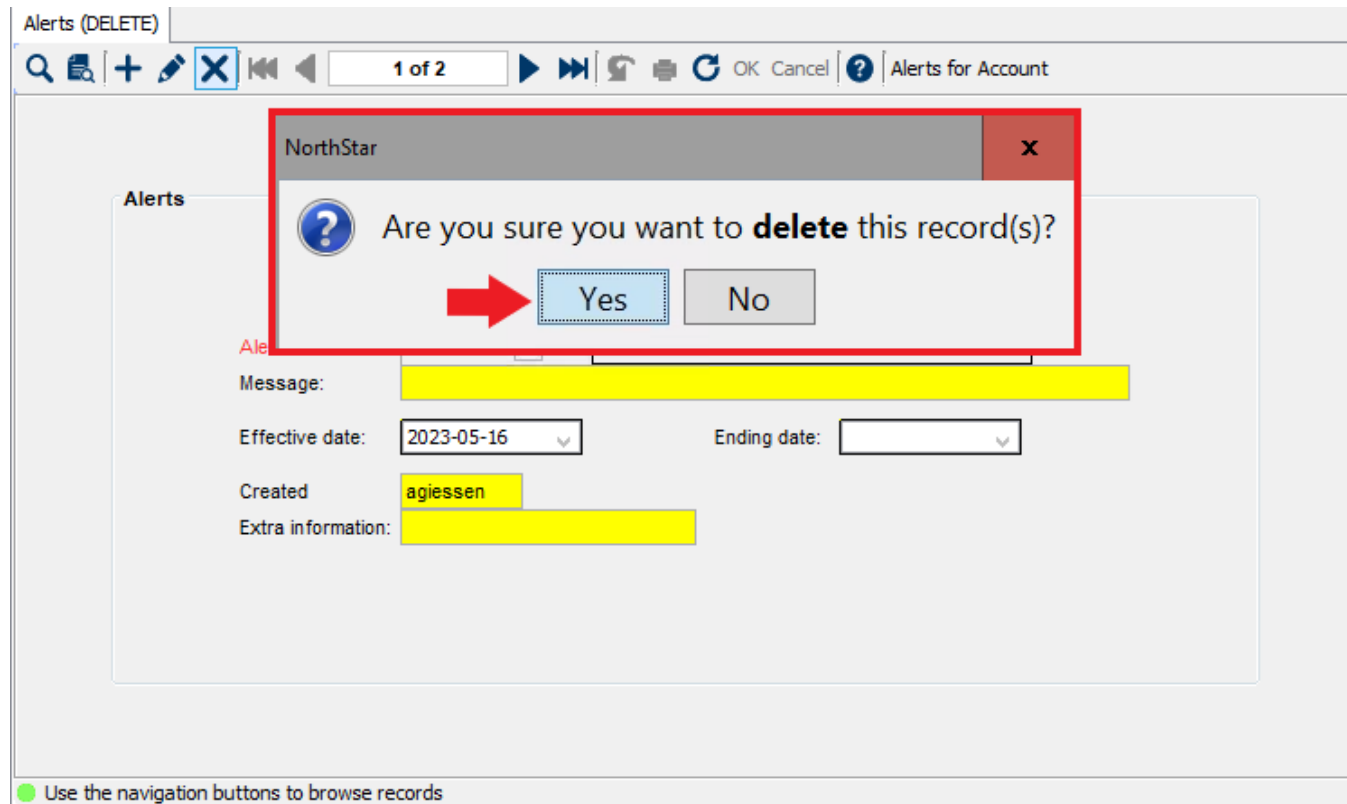 Alerts (DELETE)
1 of 2 OK Cancel Alerts for Account
NorthStar x
Alerts
Are you sure you want to delete this record(s)?
Yes No
Message:
Effective date: 2023-05-16 Ending date:
Created agiessen
Extra information:
Use the navigation buttons to browse records